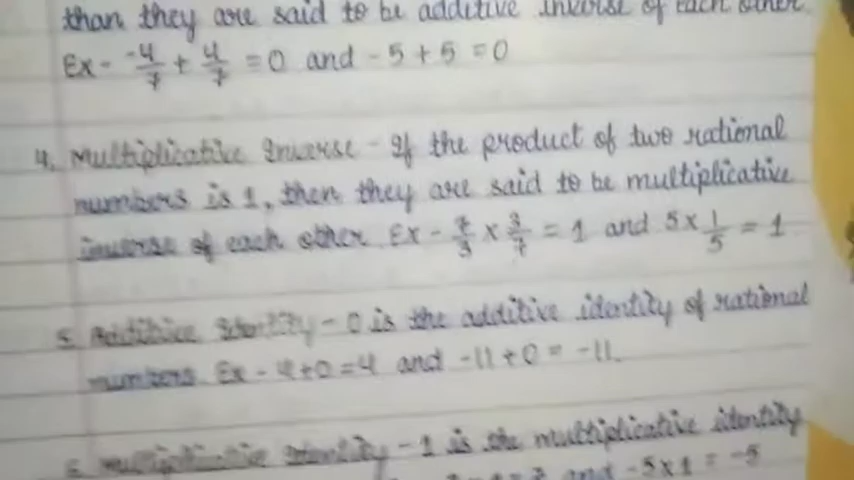 than they are said to be additive inverse of each other
Ex - -4/7 + 4/7 = 0 and -5+5=0
4. Multiplicative Inverse - If the product of two rational
numbers is 1, then they are said to be multiplicative
inverse of each other. Ex - 7/3 × 3/7 = 1 and 5×1/5 = 1
5. Additive Identity - 0 is the additive identity of rational
numbers. Ex - 4+0=4 and -11+0 = -11.
6. Multiplicative Identity - 1 is the multiplicative identity
and -5×1 = -5